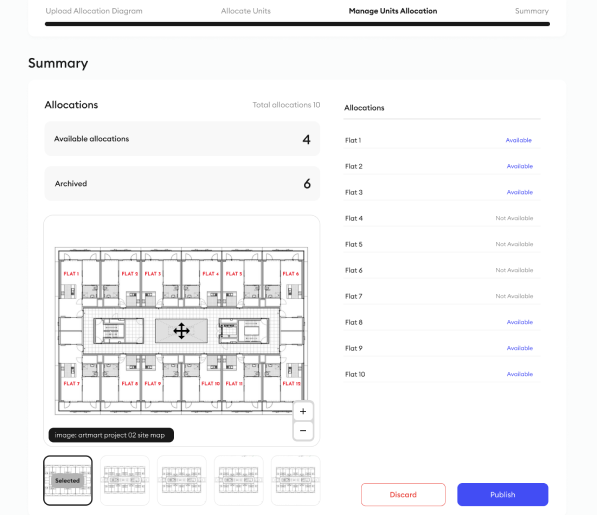 Upload Allocation Diagram Allocate Units Manage Units Allocation Summary
Summary
Allocations Total allocations 10
Available allocations 4
Archived 6
FLAT 1 FLAT 2 FLAT 3 FLAT 4 FLAT 5 FLAT 6
FLAT 7 FLAT 8 FLAT 9 FLAT 10 FLAT 11 FLAT 12
+
−
image: artmart project 02 site map
Selected
Allocations
Flat 1 Available
Flat 2 Available
Flat 3 Available
Flat 4 Not Available
Flat 5 Not Available
Flat 6 Not Available
Flat 7 Not Available
Flat 8 Available
Flat 9 Available
Flat 10 Available
Discard Publish